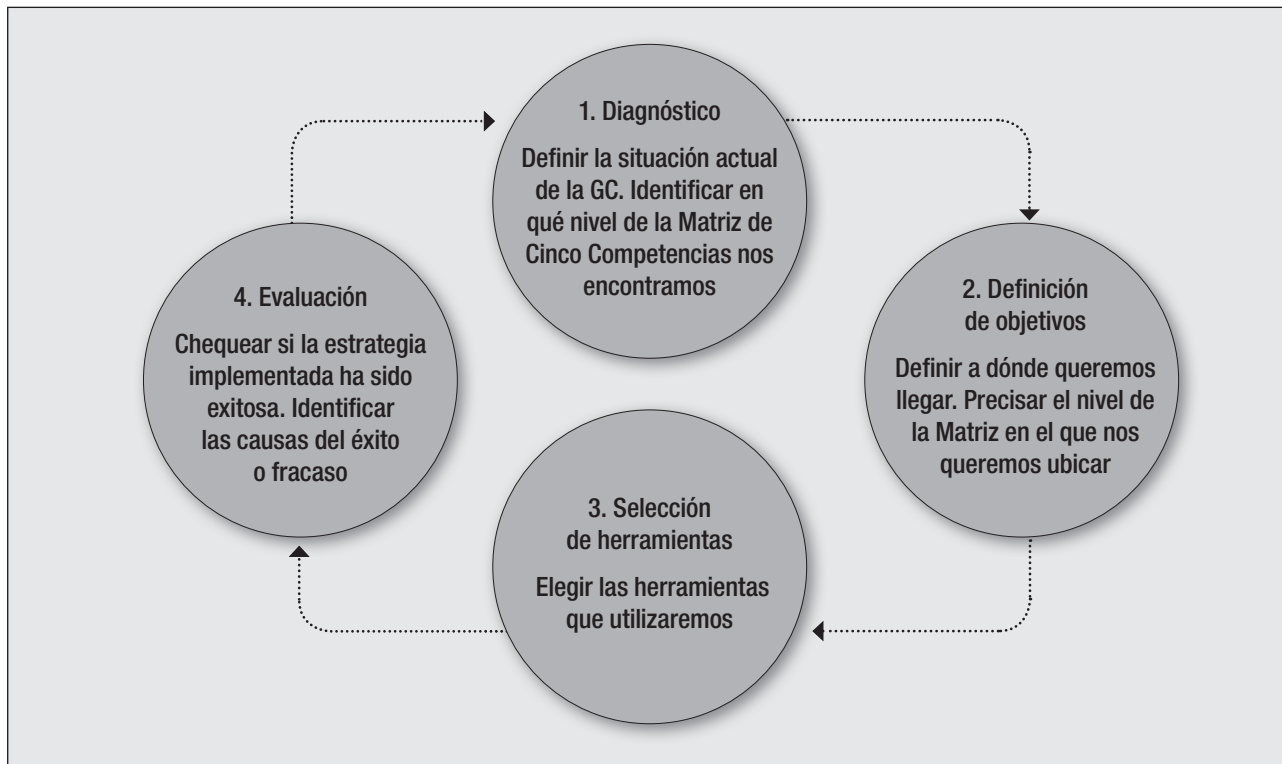 1. Diagnóstico
Definir la situación actual
de la GC. Identificar en
qué nivel de la Matriz de
Cinco Competencias nos
encontramos
2. Definición
de objetivos
Definir a dónde queremos
llegar. Precisar el nivel de
la Matriz en el que nos
queremos ubicar
3. Selección
de herramientas
Elegir las herramientas
que utilizaremos
4. Evaluación
Chequear si la estrategia
implementada ha sido
exitosa. Identificar
las causas del éxito
o fracaso